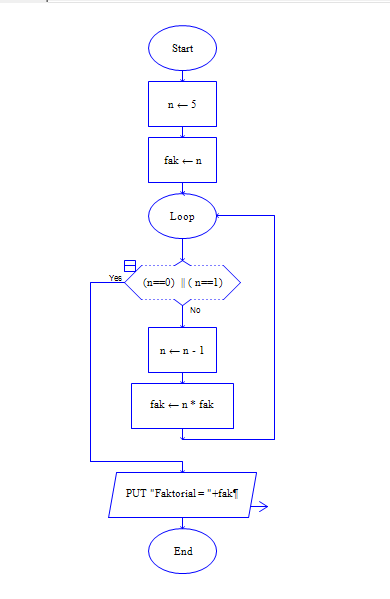 Start
n ← 5
fak ← n
Loop
Yes
(n==0) || ( n==1)
No
n ← n - 1
fak ← n * fak
PUT "Faktorial = "+fak¶
End